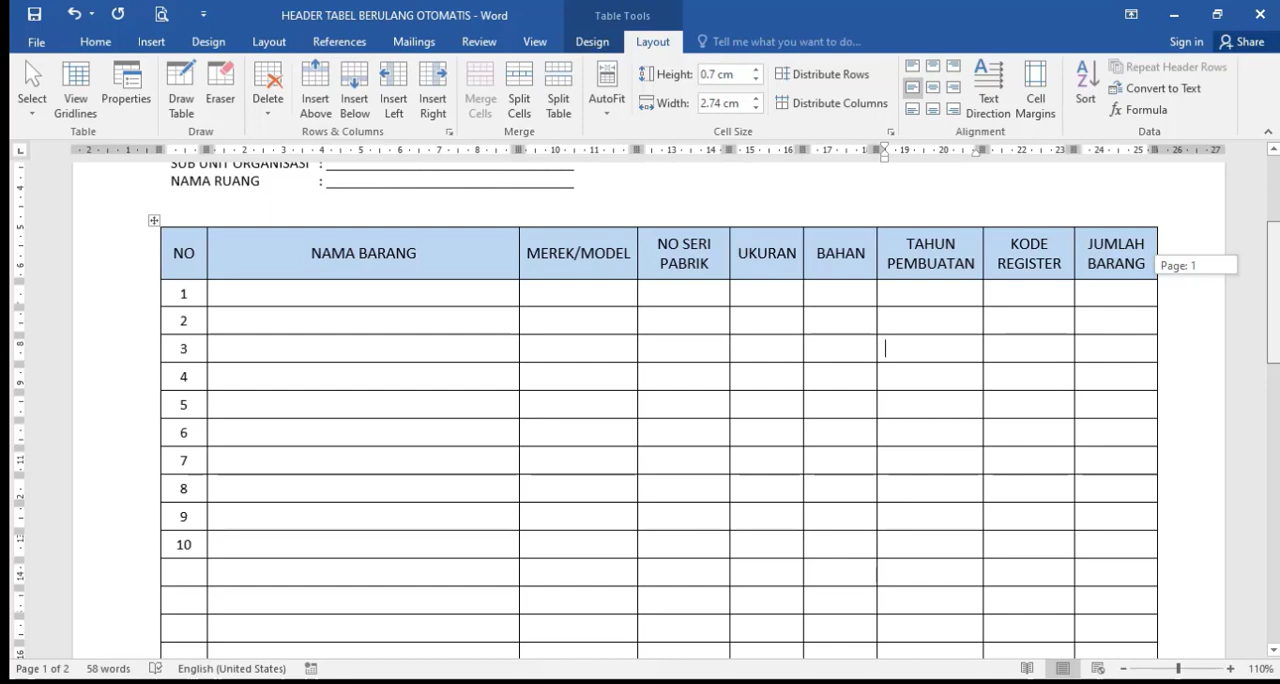 HEADER TABEL BERULANG OTOMATIS - Word
Table Tools
File Home Insert Design Layout References Mailings Review View Design Layout Tell me what you want to do... Sign in Share
Select
View Gridlines
Properties
Table
Draw Table
Eraser
Draw
Delete
Insert Above
Insert Below
Insert Left
Insert Right
Rows & Columns
Merge Cells
Split Cells
Split Table
Merge
AutoFit
Height: 0.7 cm
Width: 2.74 cm
Distribute Rows
Distribute Columns
Cell Size
Text Direction
Cell Margins
Alignment
Sort
Repeat Header Rows
Convert to Text
Formula
Data
SUB UNIT ORGANISASI :
NAMA RUANG :
NO NAMA BARANG MEREK/MODEL NO SERI PABRIK UKURAN BAHAN TAHUN PEMBUATAN KODE REGISTER JUMLAH BARANG
Page: 1
1
2
3
4
5
6
7
8
9
10
Page 1 of 2 58 words English (United States) 110%